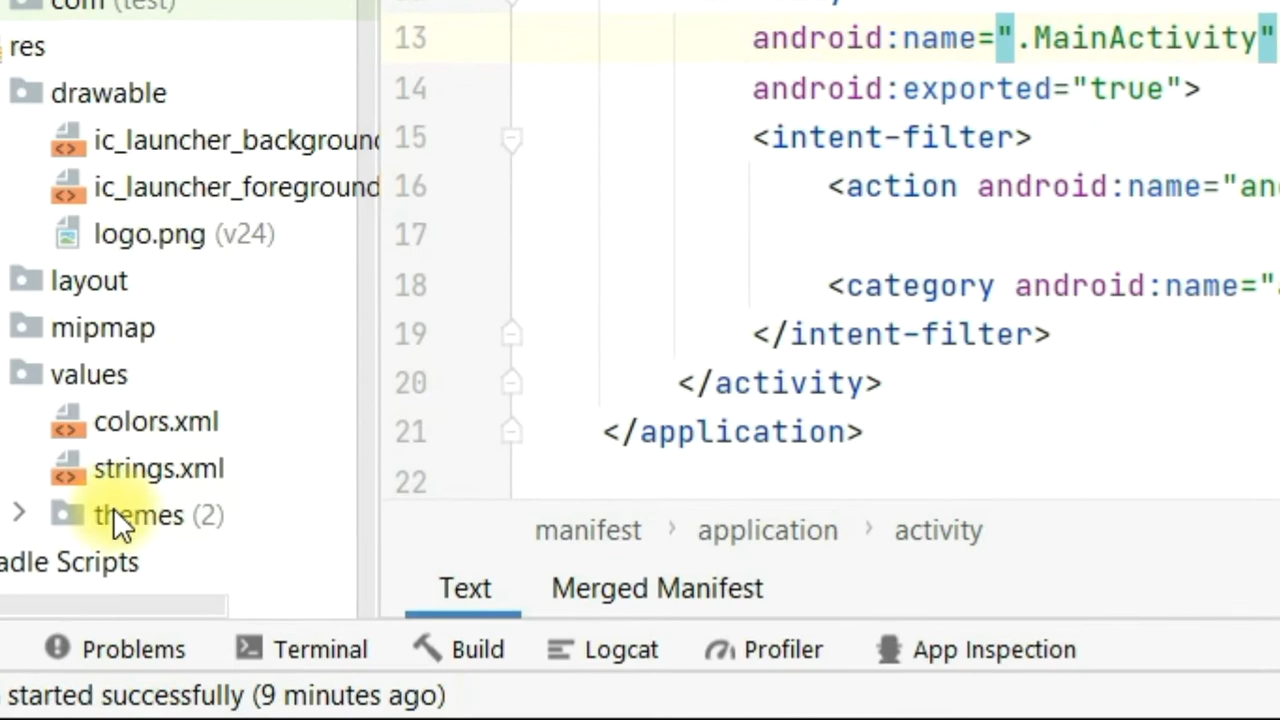 com (test)
res
drawable
ic_launcher_background
ic_launcher_foreground
logo.png (v24)
layout
mipmap
values
colors.xml
strings.xml
themes (2)
adle Scripts
13 android:name=".MainActivity"
14 android:exported="true">
15 <intent-filter>
16 <action android:name="and
17
18 <category android:name="a
19 </intent-filter>
20 </activity>
21 </application>
22
manifest › application › activity
Text Merged Manifest
Problems Terminal Build Logcat Profiler App Inspection
started successfully (9 minutes ago)